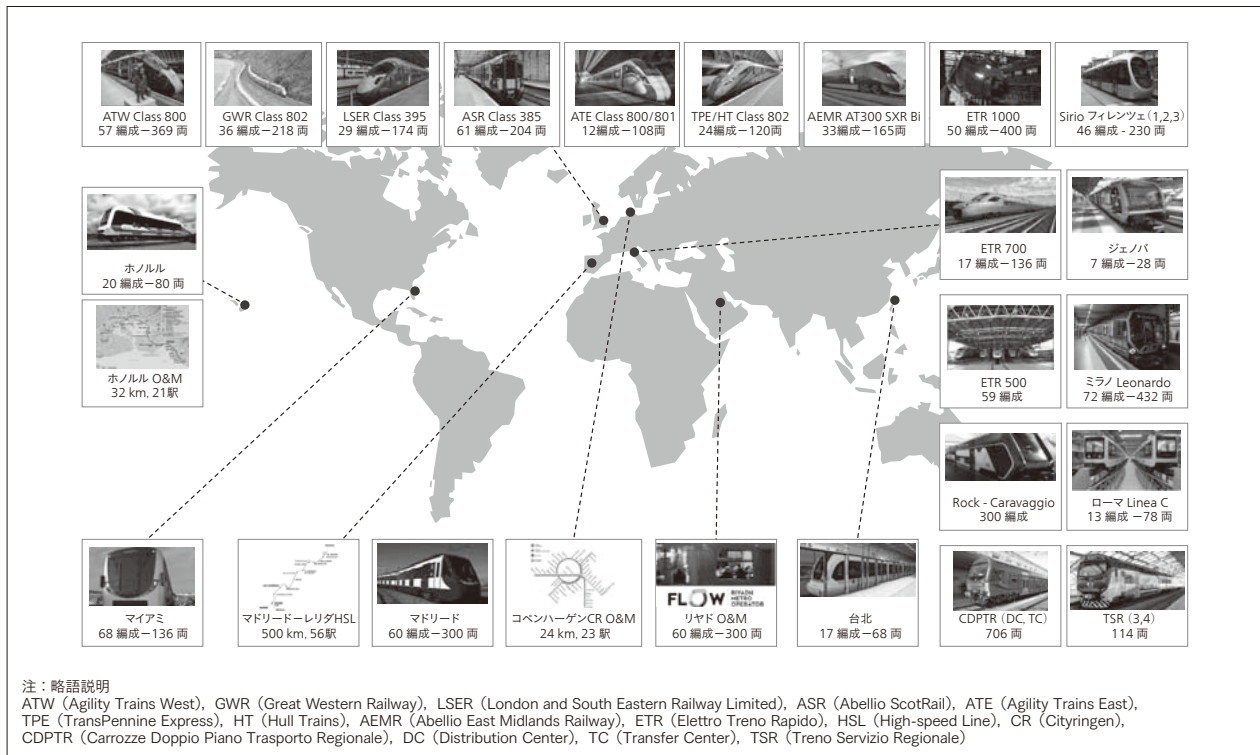 ATW Class 800
57 編成−369 両
GWR Class 802
36 編成−218 両
LSER Class 395
29 編成−174 両
ASR Class 385
61 編成−204 両
ATE Class 800/801
12編成−108両
TPE/HT Class 802
24編成−120両
AEMR AT300 SXR Bi
33編成−165両
ETR 1000
50 編成−400 両
Sirio フィレンツェ（1,2,3）
46 編成 - 230 両
ホノルル
20 編成−80 両
ETR 700
17 編成−136 両
ジェノバ
7 編成−28 両
ホノルル O&M
32 km, 21駅
ETR 500
59 編成
ミラノ Leonardo
72 編成−432 両
Rock - Caravaggio
300 編成
ローマ Linea C
13 編成 −78 両
マイアミ
68 編成−136 両
マドリードーレリダHSL
500 km, 56駅
マドリード
60 編成−300 両
コペンハーゲンCR O&M
24 km, 23 駅
FLOW RIYADH METRO OPERATOR
リヤド O&M
60 編成−300 両
台北
17 編成−68 両
CDPTR（DC, TC）
706 両
TSR（3,4）
114 両
注：略語説明
ATW（Agility Trains West），GWR（Great Western Railway），LSER（London and South Eastern Railway Limited），ASR（Abellio ScotRail），ATE（Agility Trains East），
TPE（TransPennine Express），HT（Hull Trains），AEMR（Abellio East Midlands Railway），ETR（Elettro Treno Rapido），HSL（High-speed Line），CR（Cityringen），
CDPTR（Carrozze Doppio Piano Trasporto Regionale），DC（Distribution Center），TC（Transfer Center），TSR（Treno Servizio Regionale）